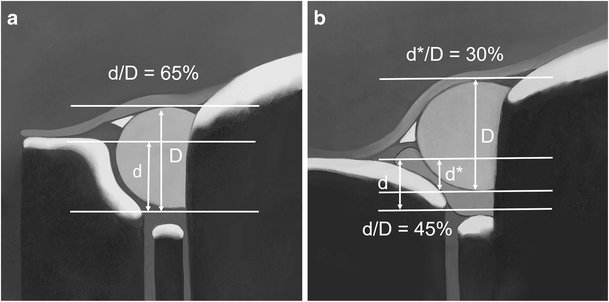 a
d/D = 65%
D
d
b
d*/D = 30%
D
d*
d
d/D = 45%